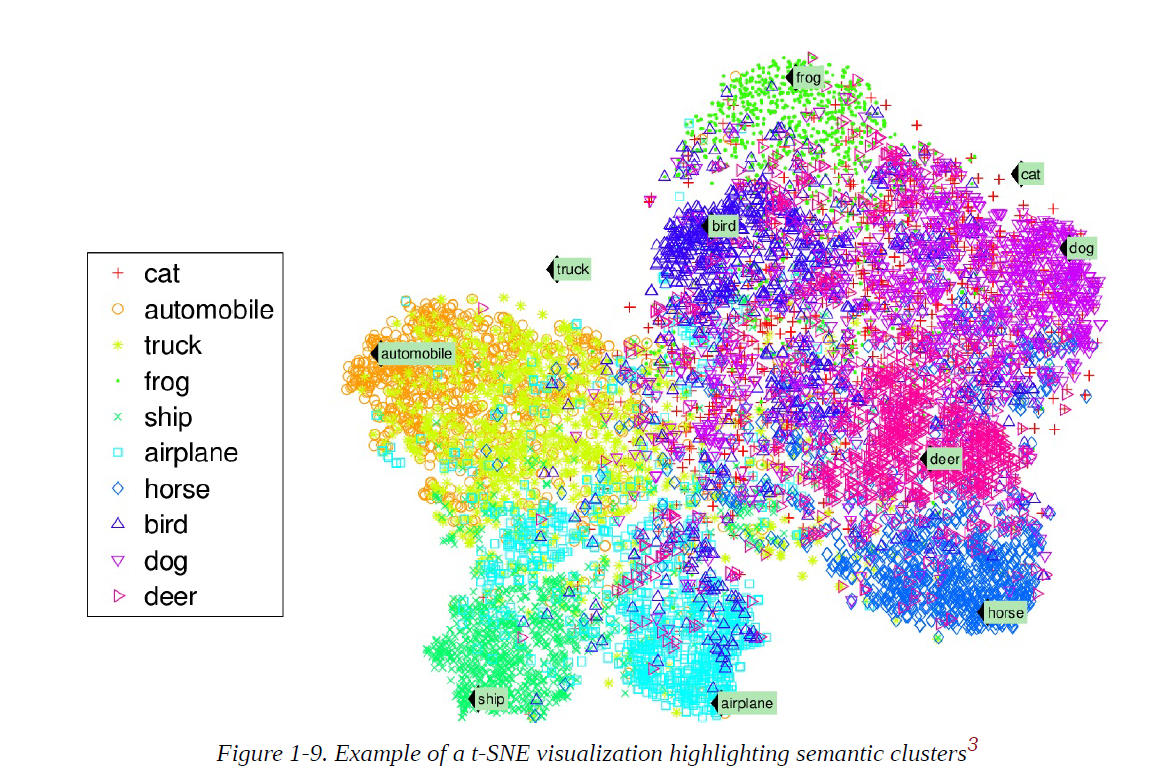 frog
cat
bird
dog
truck
cat
automobile
truck
frog
ship
airplane
horse
bird
dog
deer
automobile
deer
horse
ship
airplane
Figure 1-9. Example of a t-SNE visualization highlighting semantic clusters3